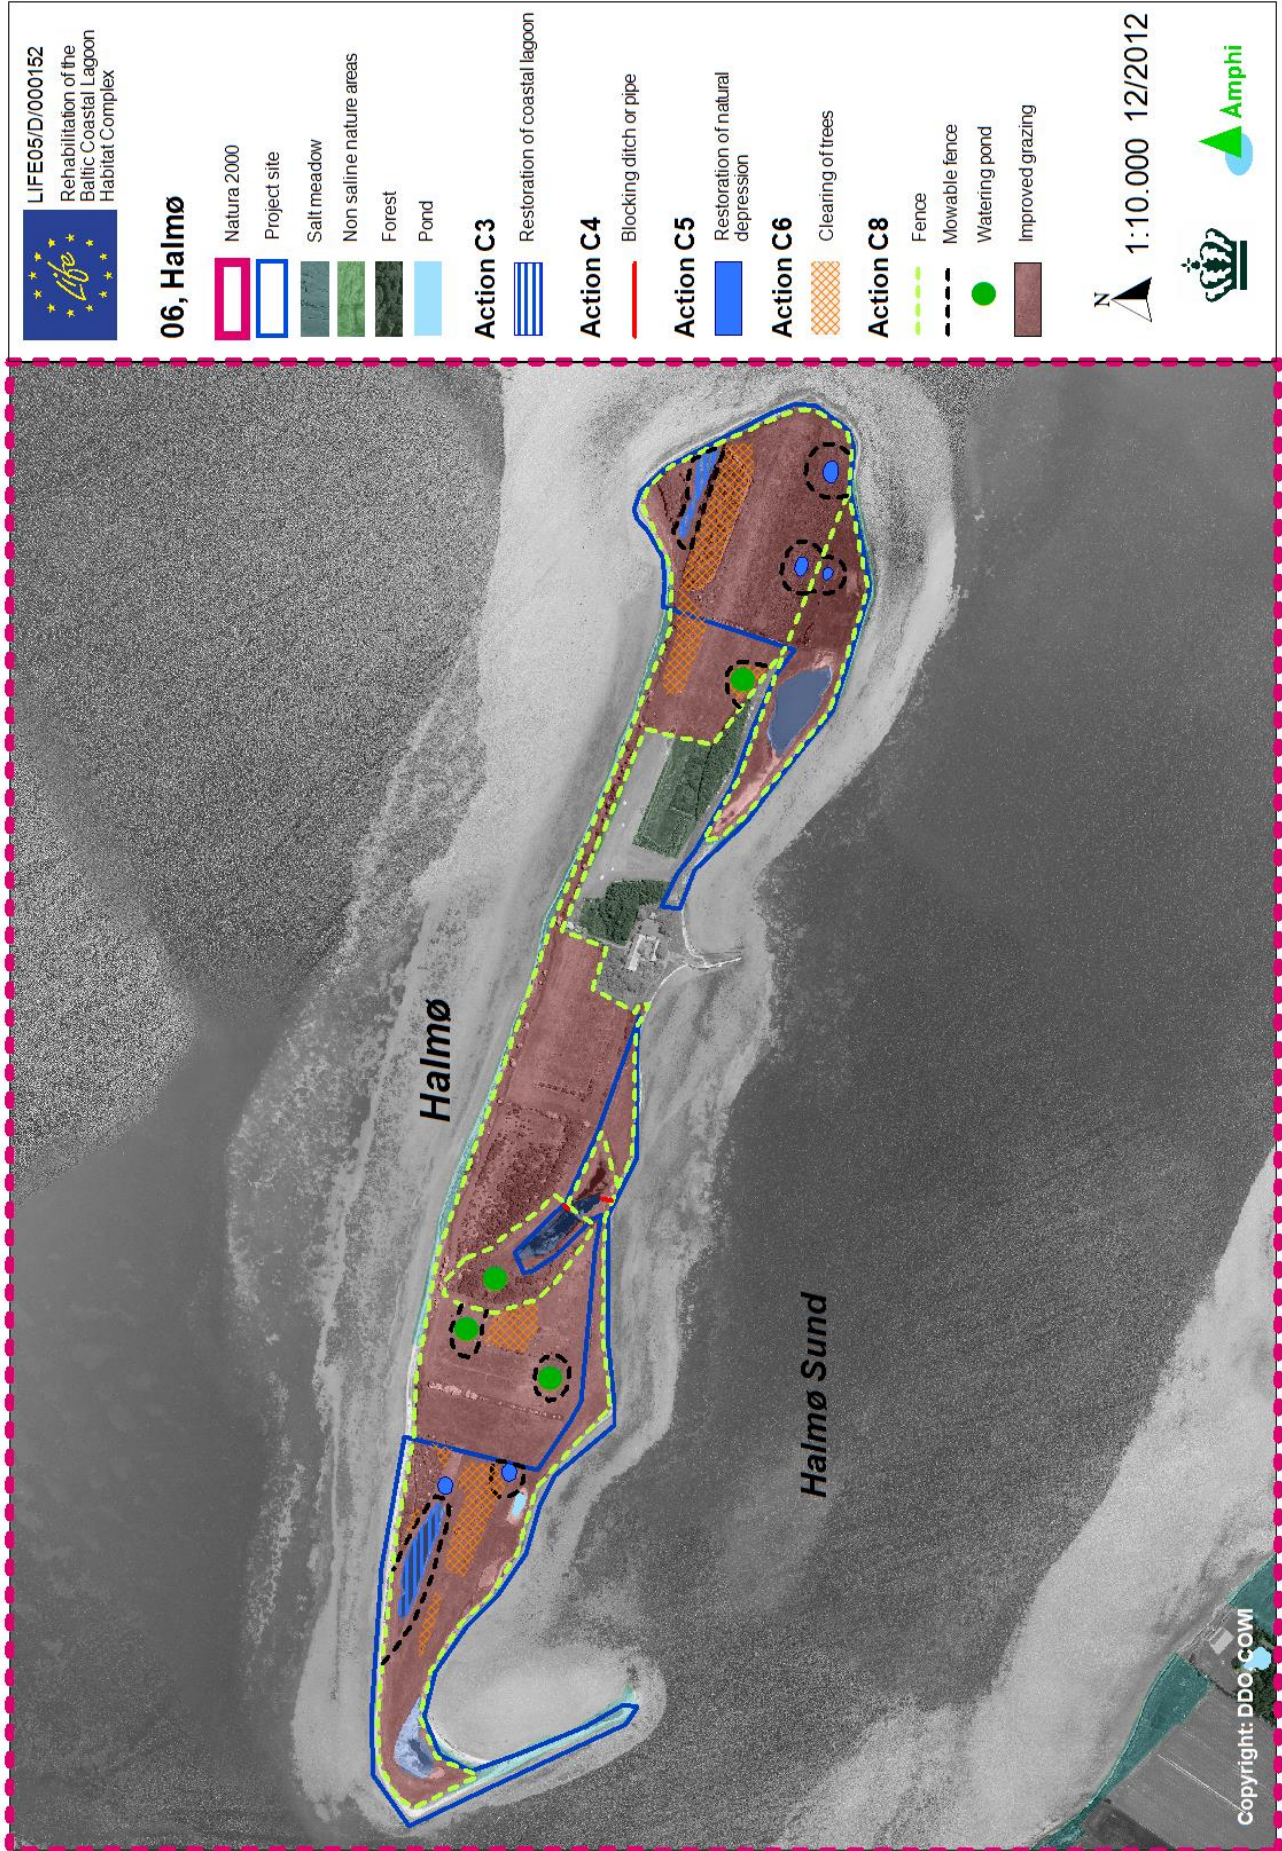 Life
LIFE05/D/000152
Rehabilitation of the
Baltic Coastal Lagoon
Habitat Complex
06, Halmø
Natura 2000
Project site
Salt meadow
Non saline nature areas
Forest
Pond
Action C3
Restoration of coastal lagoon
Action C4
Blocking ditch or pipe
Action C5
Restoration of natural
depression
Action C6
Clearing of trees
Action C8
Fence
Mowable fence
Watering pond
Improved grazing
N
1:10.000 12/2012
Amphi
Halmø
Halmø Sund
Copyright: DDO, COWI